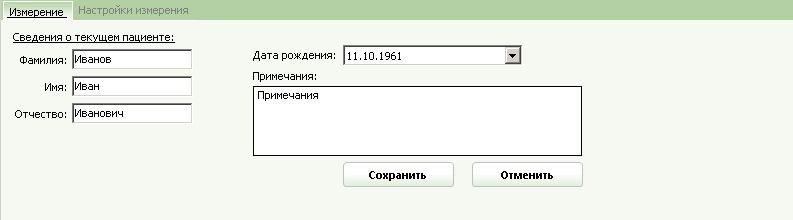 Измерение Настройки измерения
Сведения о текущем пациенте:
Фамилия: Иванов
Имя: Иван
Отчество: Иванович
Дата рождения: 11.10.1961
Примечания:
Примечания
Сохранить Отменить